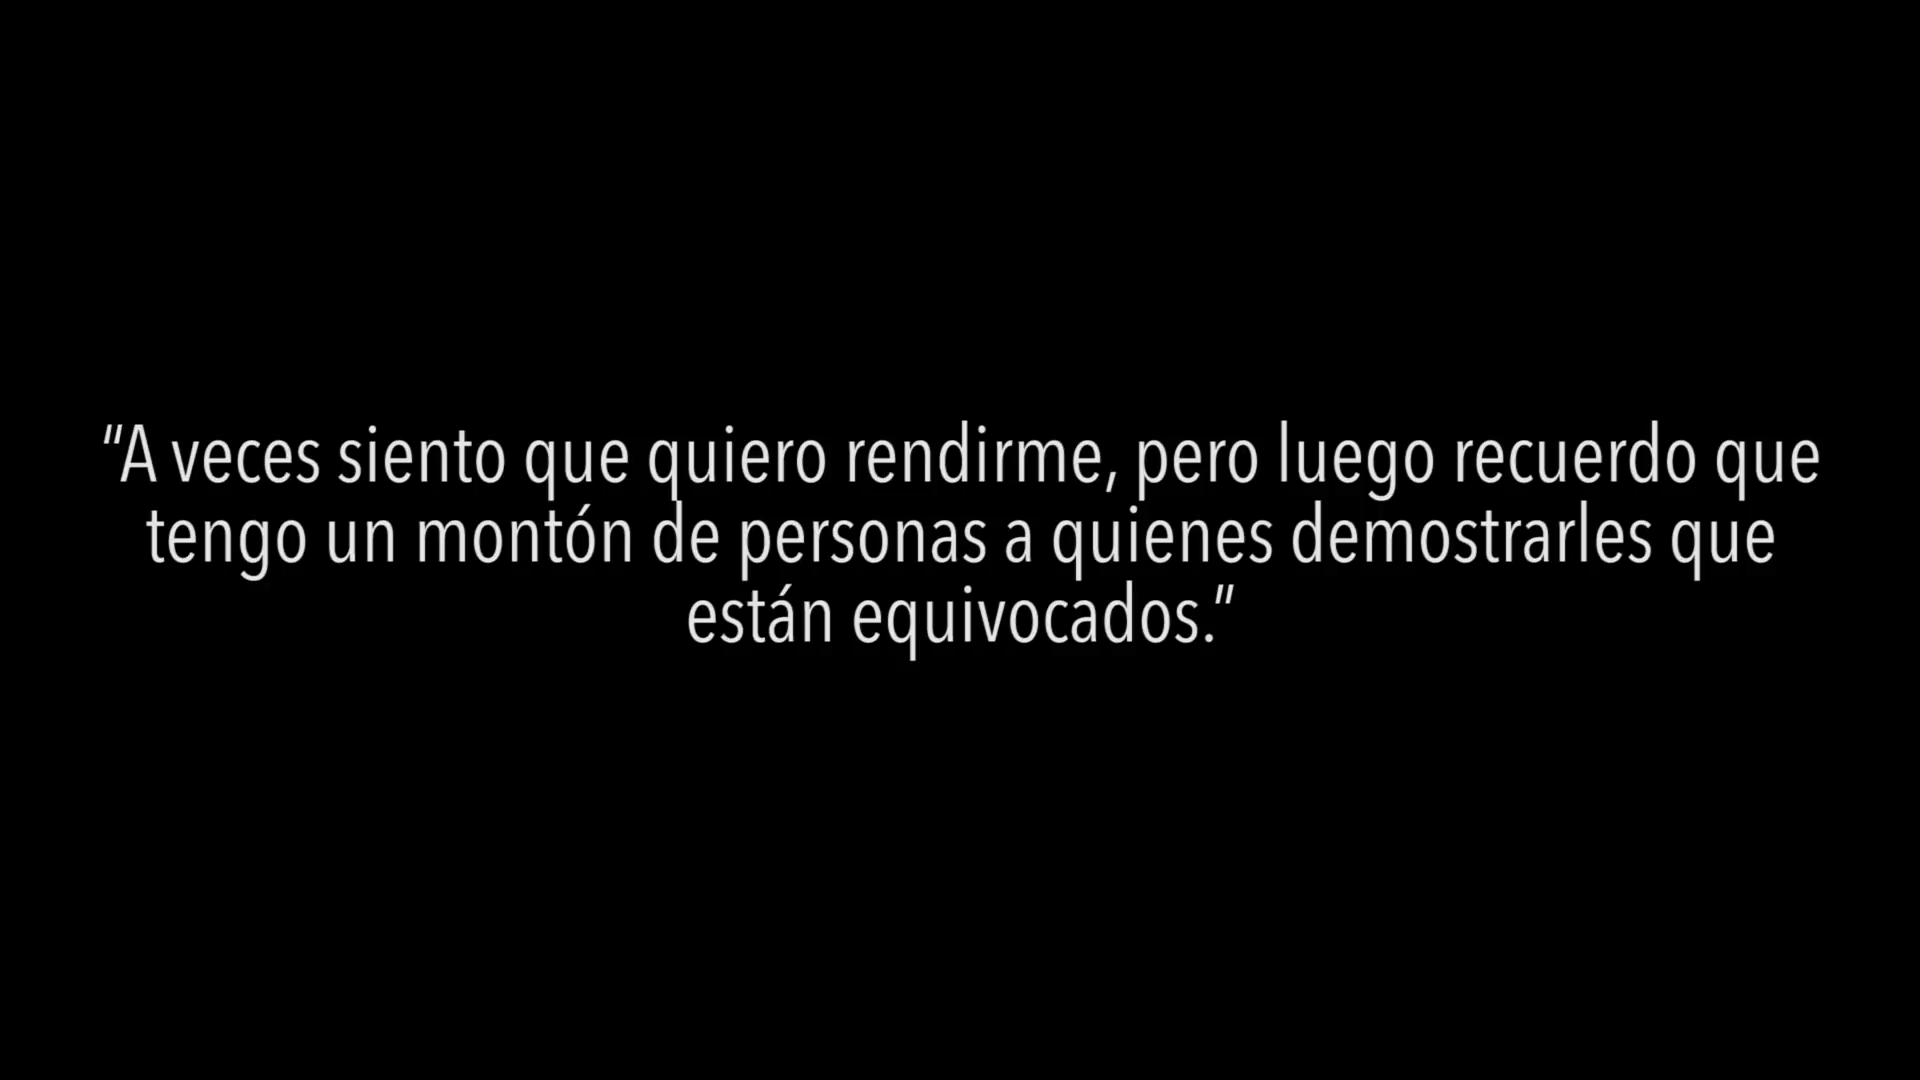 “A veces siento que quiero rendirme, pero luego recuerdo que
tengo un montón de personas a quienes demostrarles que
están equivocados.”